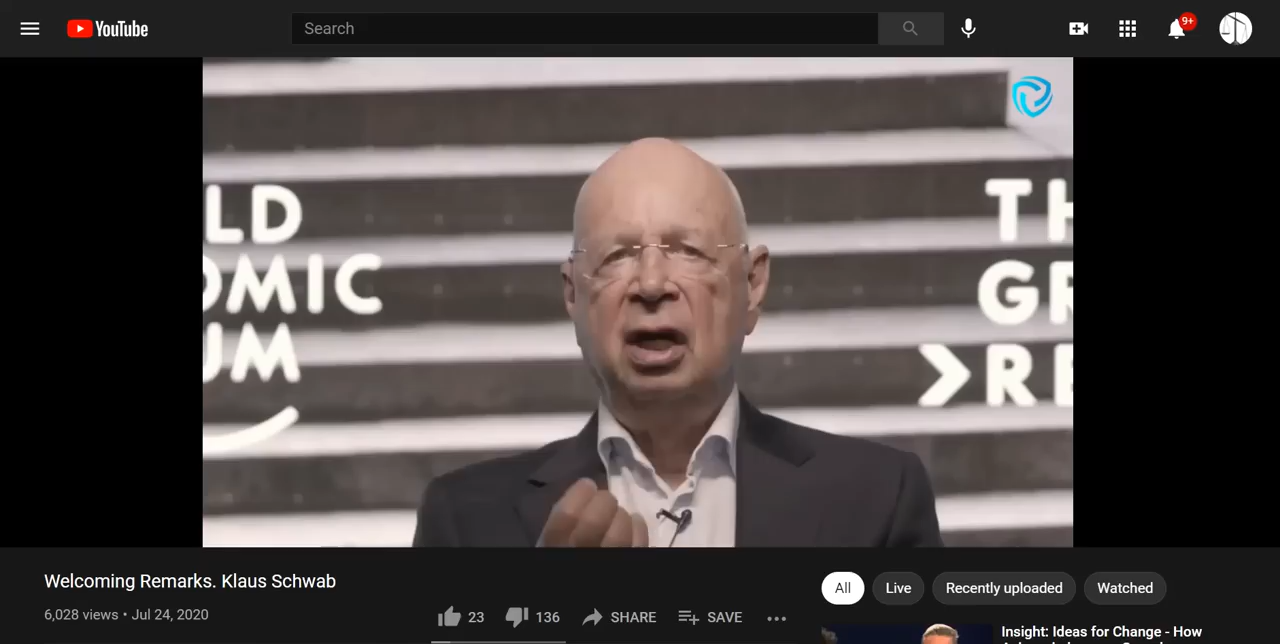 YouTube
Search
9+
LD
OMIC
UM
TH
GR
RE
Welcoming Remarks. Klaus Schwab
6,028 views • Jul 24, 2020
23
136
SHARE
SAVE
All
Live
Recently uploaded
Watched
Insight: Ideas for Change - How